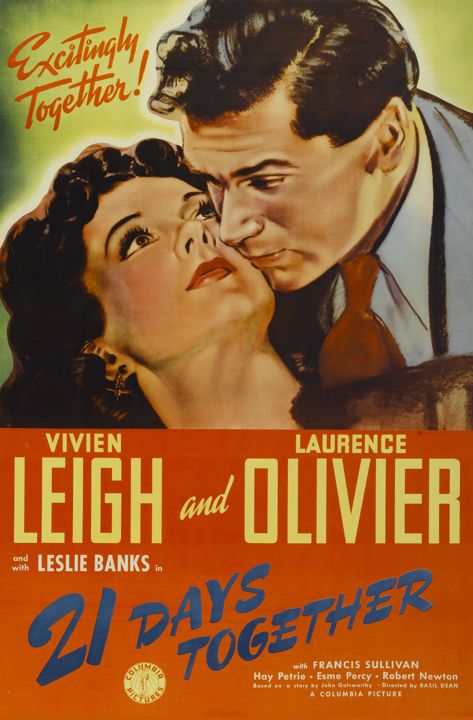 Excitingly
Together!
VIVIEN
LEIGH and
LAURENCE
OLIVIER
and
with LESLIE BANKS in
21 DAYS
TOGETHER
with FRANCIS SULLIVAN
Hay Petrie • Esme Percy • Robert Newton
Based on a story by John Galsworthy • Directed by BASIL DEAN
A COLUMBIA PICTURE
COLUMBIA
PICTURES